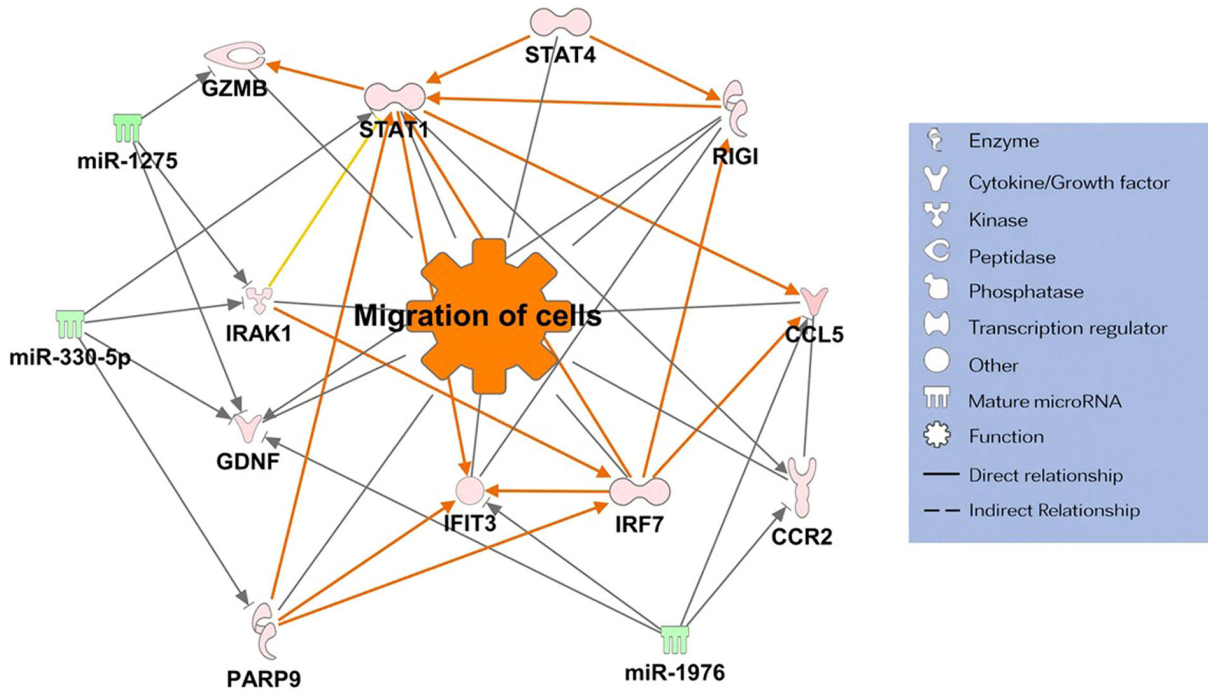 STAT4
GZMB
STAT1
RIGI
miR-1275
Migration of cells
IRAK1
CCL5
miR-330-5p
GDNF
IFIT3
IRF7
CCR2
PARP9
miR-1976
Enzyme
Cytokine/Growth factor
Kinase
Peptidase
Phosphatase
Transcription regulator
Other
Mature microRNA
Function
Direct relationship
Indirect Relationship